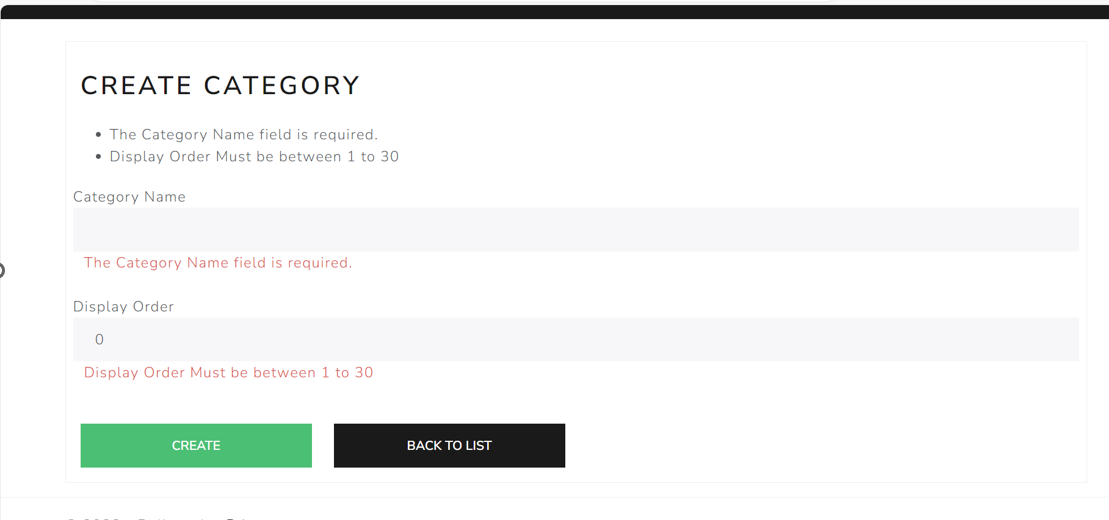 CREATE CATEGORY
The Category Name field is required.
Display Order Must be between 1 to 30
Category Name
The Category Name field is required.
Display Order
0
Display Order Must be between 1 to 30
CREATE BACK TO LIST